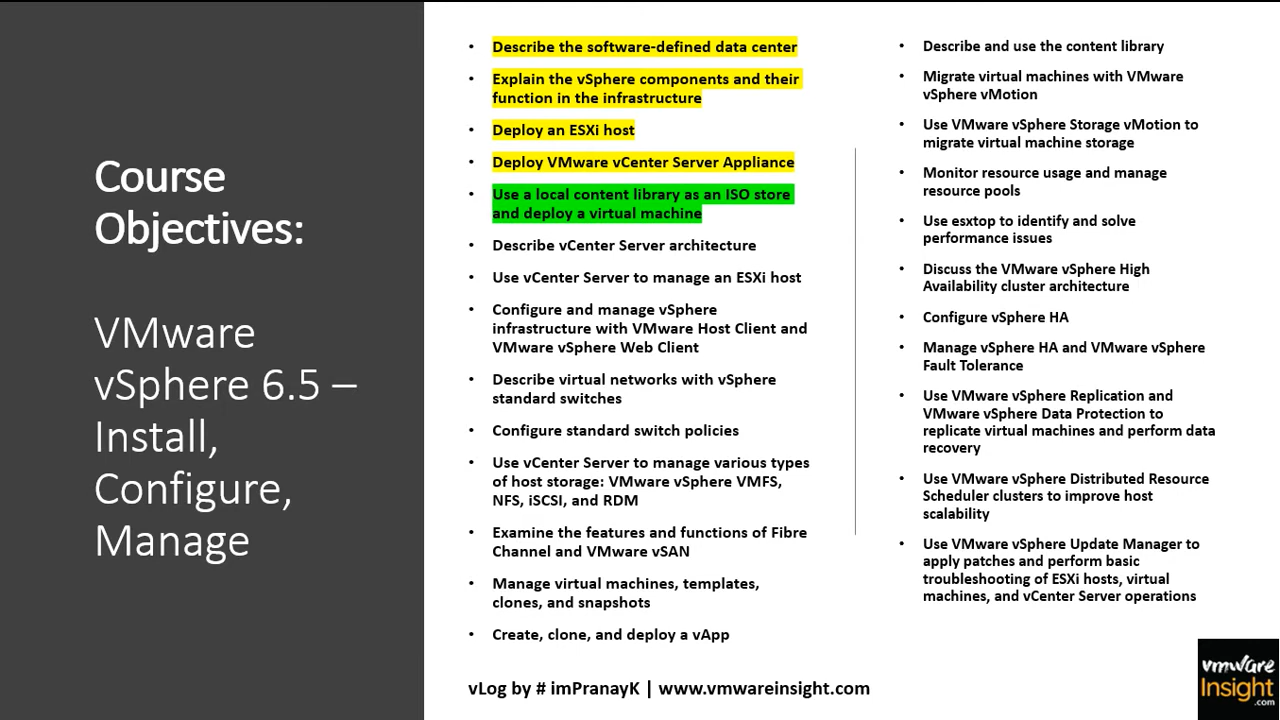 Course
Objectives:
VMware
vSphere 6.5 –
Install,
Configure,
Manage
• Describe the software-defined data center
• Explain the vSphere components and their
function in the infrastructure
• Deploy an ESXi host
• Deploy VMware vCenter Server Appliance
• Use a local content library as an ISO store
and deploy a virtual machine
• Describe vCenter Server architecture
• Use vCenter Server to manage an ESXi host
• Configure and manage vSphere
infrastructure with VMware Host Client and
VMware vSphere Web Client
• Describe virtual networks with vSphere
standard switches
• Configure standard switch policies
• Use vCenter Server to manage various types
of host storage: VMware vSphere VMFS,
NFS, iSCSI, and RDM
• Examine the features and functions of Fibre
Channel and VMware vSAN
• Manage virtual machines, templates,
clones, and snapshots
• Create, clone, and deploy a vApp
• Describe and use the content library
• Migrate virtual machines with VMware
vSphere vMotion
• Use VMware vSphere Storage vMotion to
migrate virtual machine storage
• Monitor resource usage and manage
resource pools
• Use esxtop to identify and solve
performance issues
• Discuss the VMware vSphere High
Availability cluster architecture
• Configure vSphere HA
• Manage vSphere HA and VMware vSphere
Fault Tolerance
• Use VMware vSphere Replication and
VMware vSphere Data Protection to
replicate virtual machines and perform data
recovery
• Use VMware vSphere Distributed Resource
Scheduler clusters to improve host
scalability
• Use VMware vSphere Update Manager to
apply patches and perform basic
troubleshooting of ESXi hosts, virtual
machines, and vCenter Server operations
vLog by # imPranayK | www.vmwareinsight.com
vmware
Insight
.com